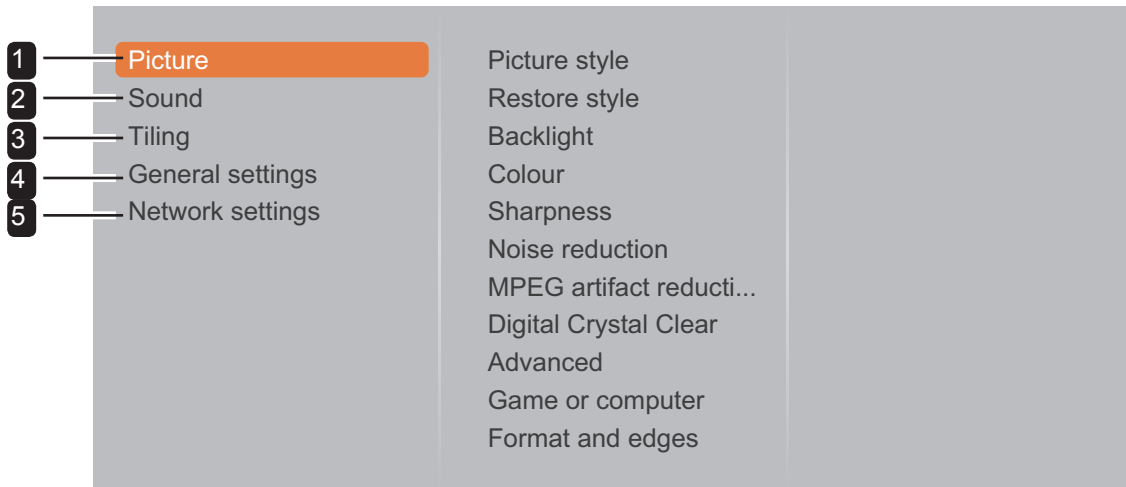 1 Picture
2 Sound
3 Tiling
4 General settings
5 Network settings
Picture style
Restore style
Backlight
Colour
Sharpness
Noise reduction
MPEG artifact reducti...
Digital Crystal Clear
Advanced
Game or computer
Format and edges